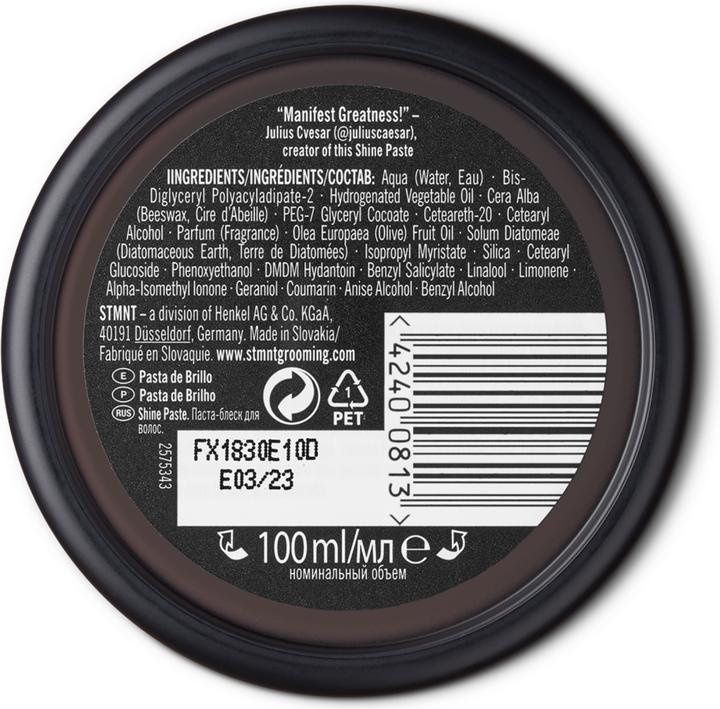 “Manifest Greatness!” –
Julius Cvesar (@juliuscaesar),
creator of this Shine Paste
IINGREDIENTS/INGRÉDIENTS/СОСТАВ: Aqua (Water, Eau) · Bis-
Diglyceryl Polyacyladipate-2 · Hydrogenated Vegetable Oil · Cera Alba
(Beeswax, Cire d'Abeille) · PEG-7 Glyceryl Cocoate · Ceteareth-20 · Cetearyl
Alcohol · Parfum (Fragrance) · Olea Europaea (Olive) Fruit Oil · Solum Diatomeae
(Diatomaceous Earth, Terre de Diatomées) · Isopropyl Myristate · Silica · Cetearyl
Glucoside · Phenoxyethanol · DMDM Hydantoin · Benzyl Salicylate · Linalool · Limonene ·
Alpha-Isomethyl Ionone · Geraniol · Coumarin · Anise Alcohol · Benzyl Alcohol
STMNT – a division of Henkel AG & Co. KGaA,
40191 Düsseldorf, Germany. Made in Slovakia/
Fabriqué en Slovaquie. www.stmntgrooming.com
E Pasta de Brillo
P Pasta de Brilho
RUS Shine Paste. Паста-блеск для
волос.
1
PET
2575343
FX1830E10D
E03/23
< 4240 0813 >
100 ml/мл e
номинальный объем